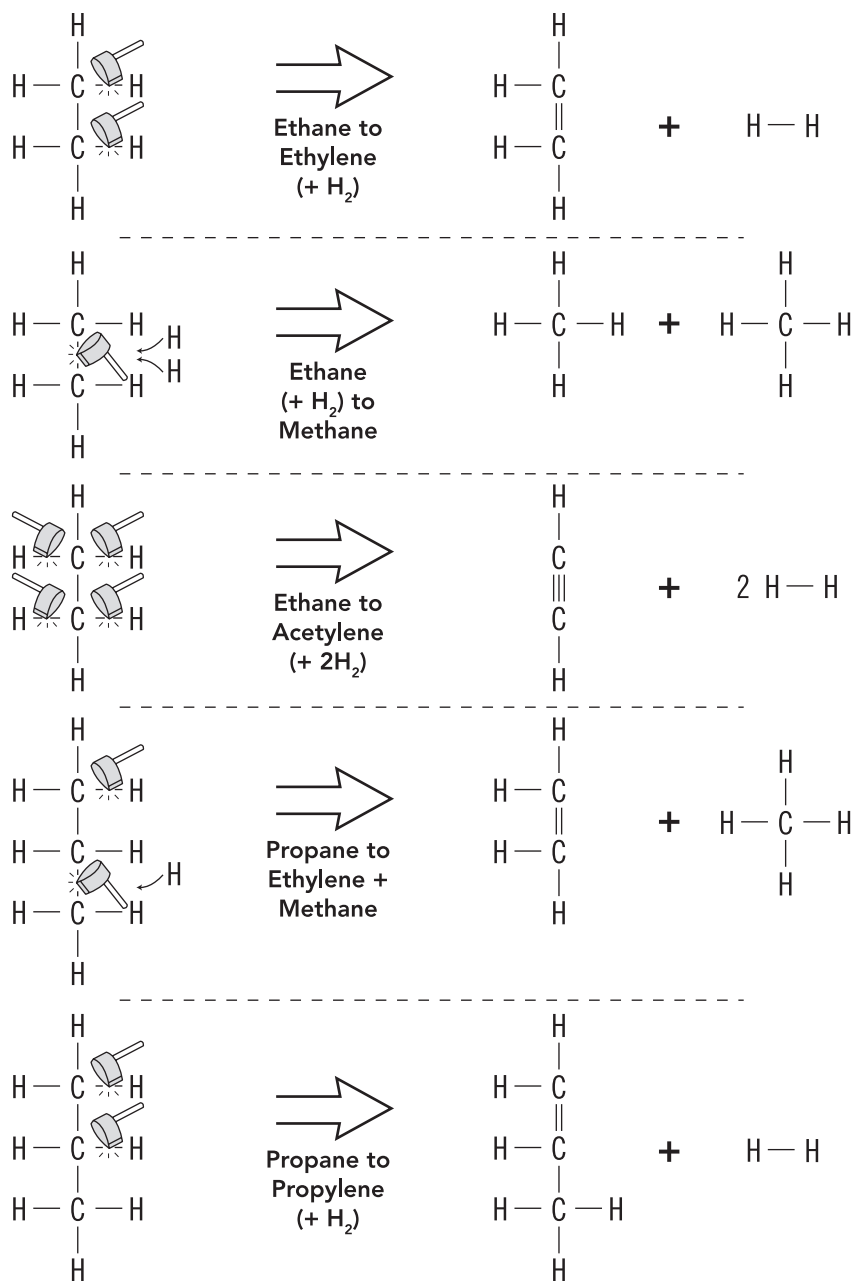 H
H — C — H
H — C — H
H
Ethane to
Ethylene
(+ H₂)
H
H — C
H — C
H
+
H — H
H
H — C — H
H
H
H — C — H
H
Ethane
(+ H₂) to
Methane
H
H — C — H
H
+
H
H — C — H
H
H
H — C — H
H — C — H
H
Ethane to
Acetylene
(+ 2H₂)
H
C
C
H
+
2 H — H
H
H — C — H
H — C — H
H
H — C — H
H
Propane to
Ethylene +
Methane
H
H — C
H — C
H
+
H
H — C — H
H
H
H — C — H
H — C — H
H — C — H
H
Propane to
Propylene
(+ H₂)
H
H — C
H — C
H — C — H
H
+
H — H